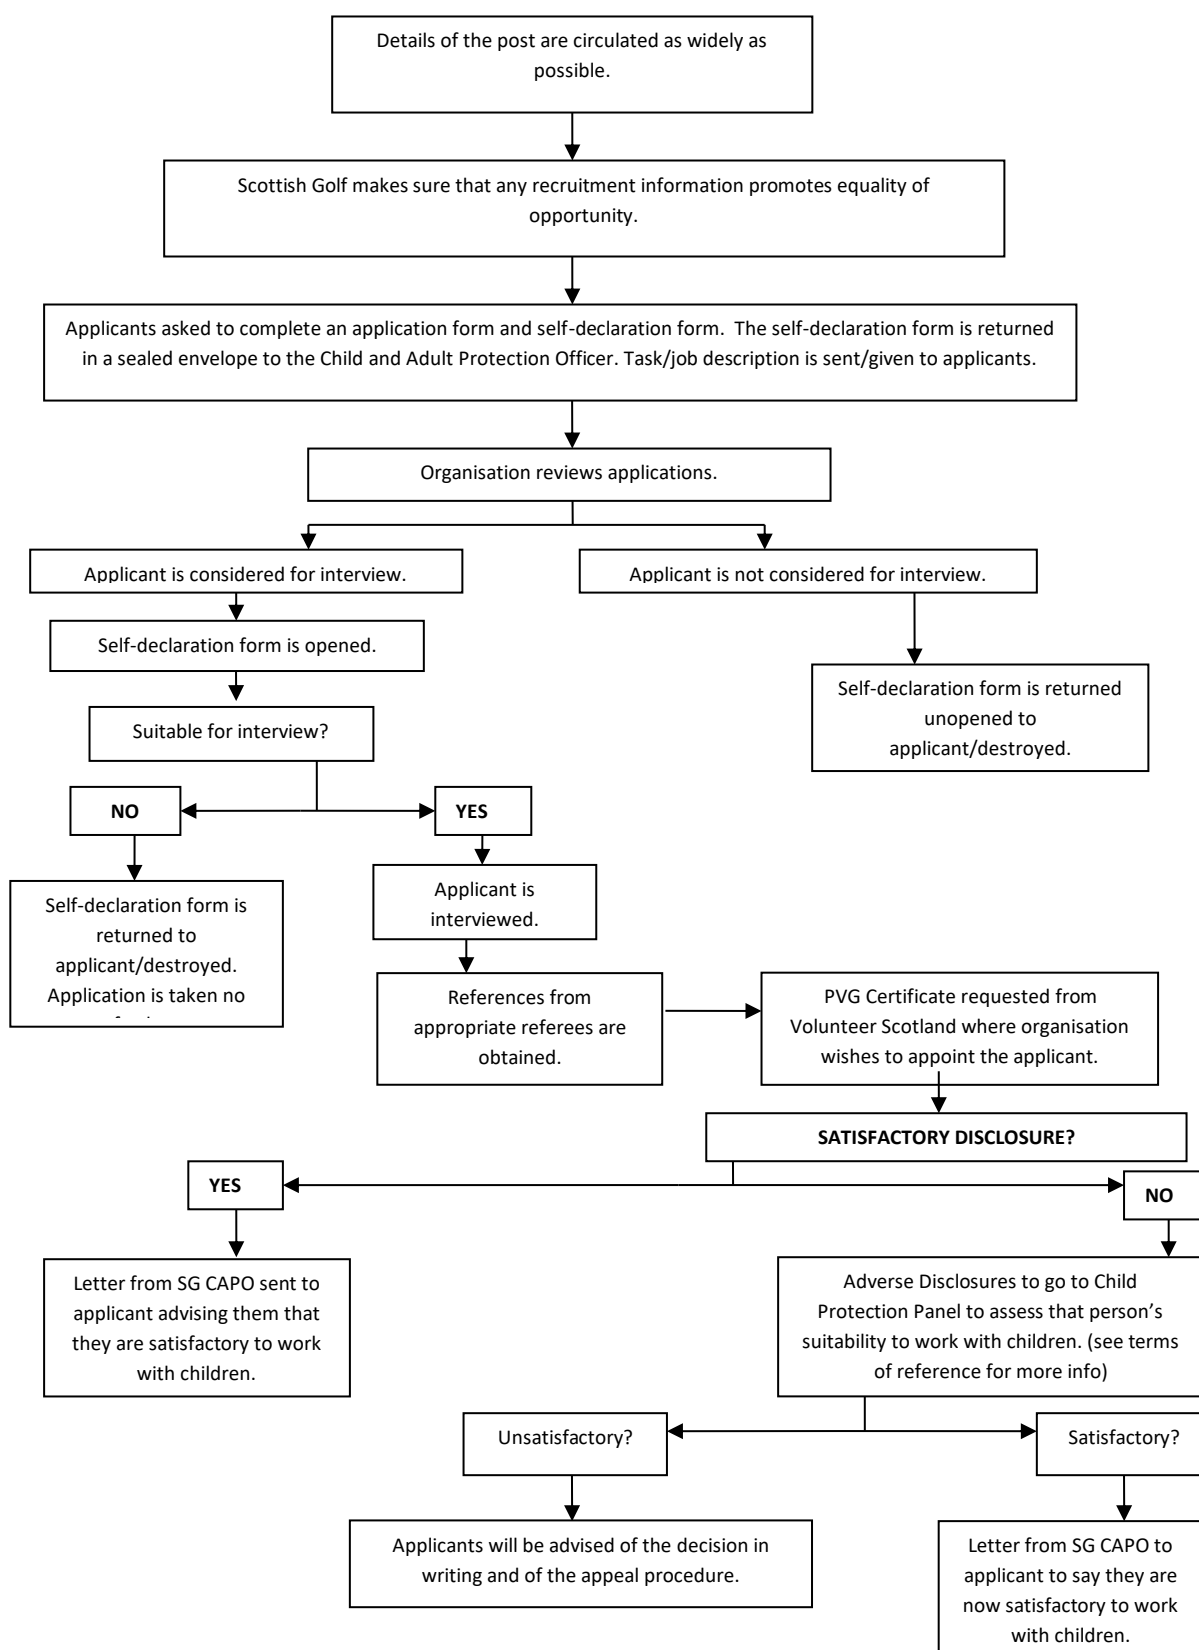 Details of the post are circulated as widely as
possible.
Scottish Golf makes sure that any recruitment information promotes equality of
opportunity.
Applicants asked to complete an application form and self-declaration form.  The self-declaration form is returned
in a sealed envelope to the Child and Adult Protection Officer. Task/job description is sent/given to applicants.
Organisation reviews applications.
Applicant is considered for interview.
Applicant is not considered for interview.
Self-declaration form is opened.
Self-declaration form is returned
unopened to
applicant/destroyed.
Suitable for interview?
NO
YES
Self-declaration form is
returned to
applicant/destroyed.
Application is taken no
Applicant is
interviewed.
References from
appropriate referees are
obtained.
PVG Certificate requested from
Volunteer Scotland where organisation
wishes to appoint the applicant.
SATISFACTORY DISCLOSURE?
YES
NO
Letter from SG CAPO sent to
applicant advising them that
they are satisfactory to work
with children.
Adverse Disclosures to go to Child
Protection Panel to assess that person’s
suitability to work with children. (see terms
of reference for more info)
Unsatisfactory?
Satisfactory?
Applicants will be advised of the decision in
writing and of the appeal procedure.
Letter from SG CAPO to
applicant to say they are
now satisfactory to work
with children.